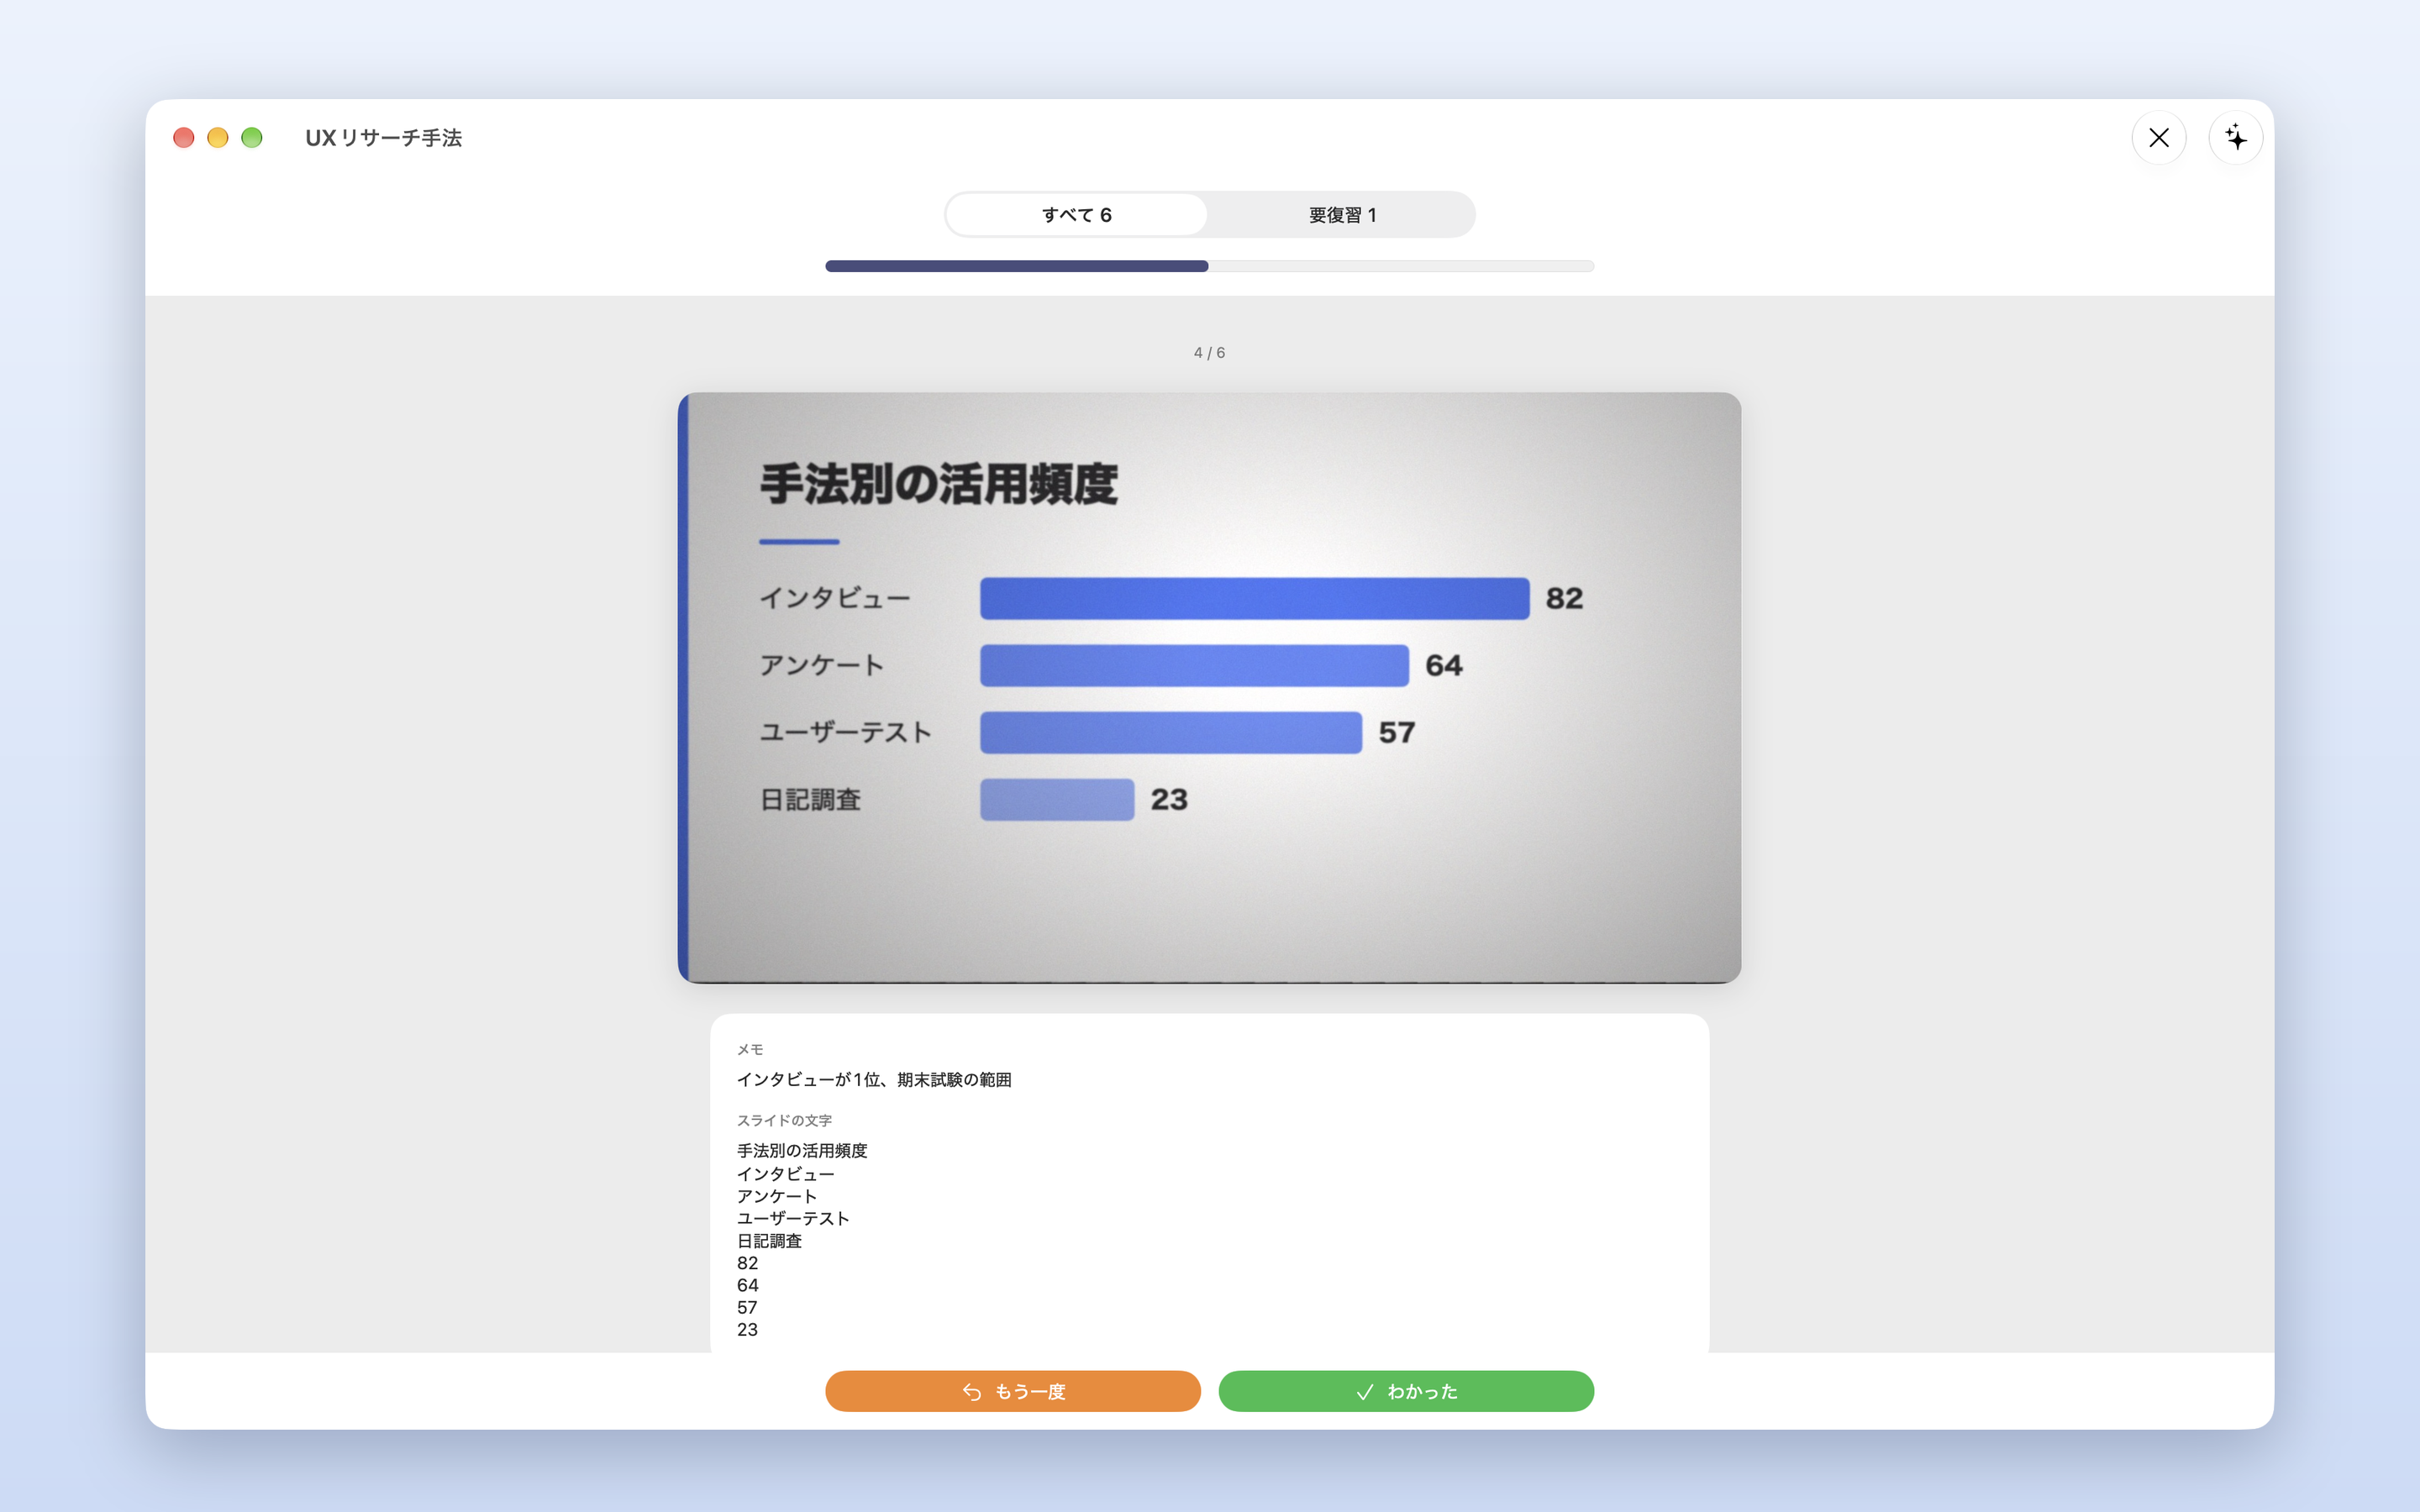 UXリサーチ手法
すべて 6
要復習 1
4 / 6
手法別の活用頻度
インタビュー 82
アンケート 64
ユーザーテスト 57
日記調査 23
メモ
インタビューが1位、期末試験の範囲
スライドの文字
手法別の活用頻度
インタビュー
アンケート
ユーザーテスト
日記調査
82
64
57
23
もう一度
わかった